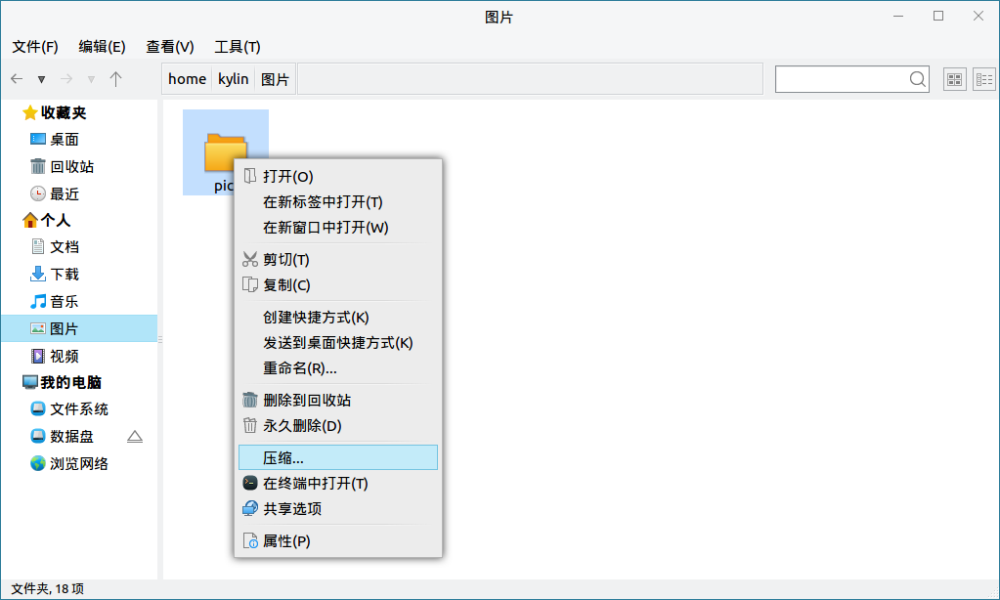 图片
文件(F) 编辑(E) 查看(V) 工具(T)
home kylin 图片
收藏夹
桌面
回收站
最近
个人
文档
下载
音乐
图片
视频
我的电脑
文件系统
数据盘
浏览网络
pic
打开(O)
在新标签中打开(T)
在新窗口中打开(W)
剪切(T)
复制(C)
创建快捷方式(K)
发送到桌面快捷方式(K)
重命名(R)...
删除到回收站
永久删除(D)
压缩...
在终端中打开(T)
共享选项
属性(P)
文件夹, 18 项